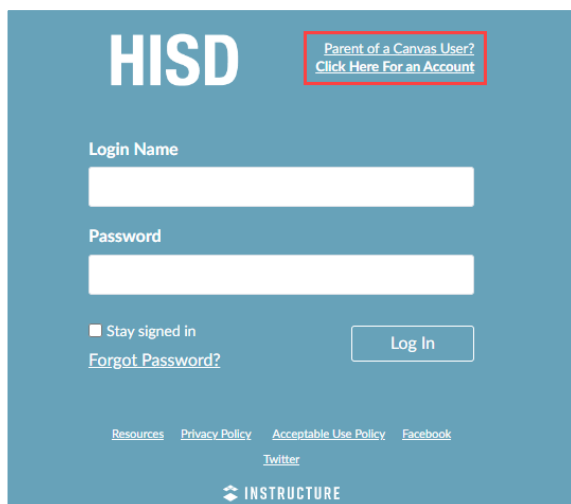 HISD
Parent of a Canvas User?
Click Here For an Account
Login Name
Password
Stay signed in
Log In
Forgot Password?
Resources Privacy Policy Acceptable Use Policy Facebook
Twitter
INSTRUCTURE